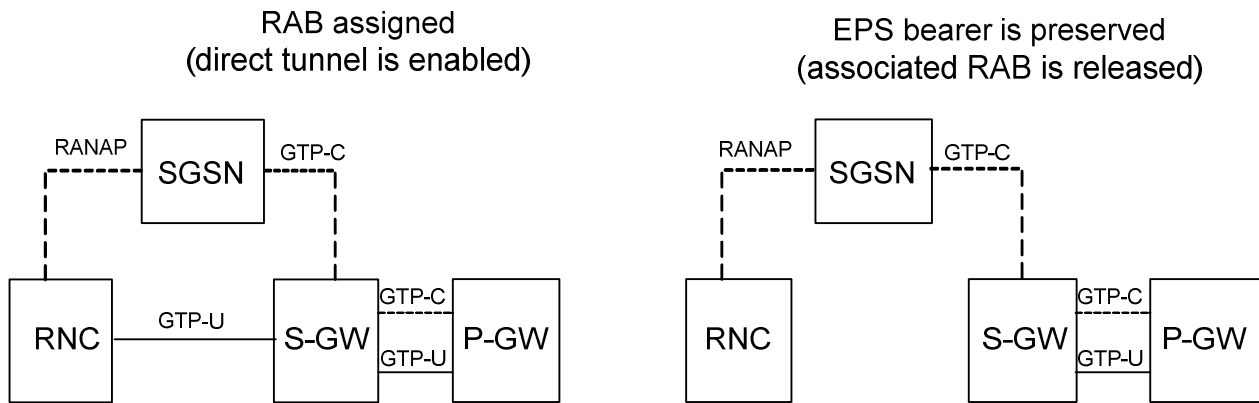 RAB assigned
(direct tunnel is enabled)
RANAP
SGSN
GTP-C
RNC
GTP-U
S-GW
GTP-C
GTP-U
P-GW
EPS bearer is preserved
(associated RAB is released)
RANAP
SGSN
GTP-C
RNC
S-GW
GTP-C
GTP-U
P-GW